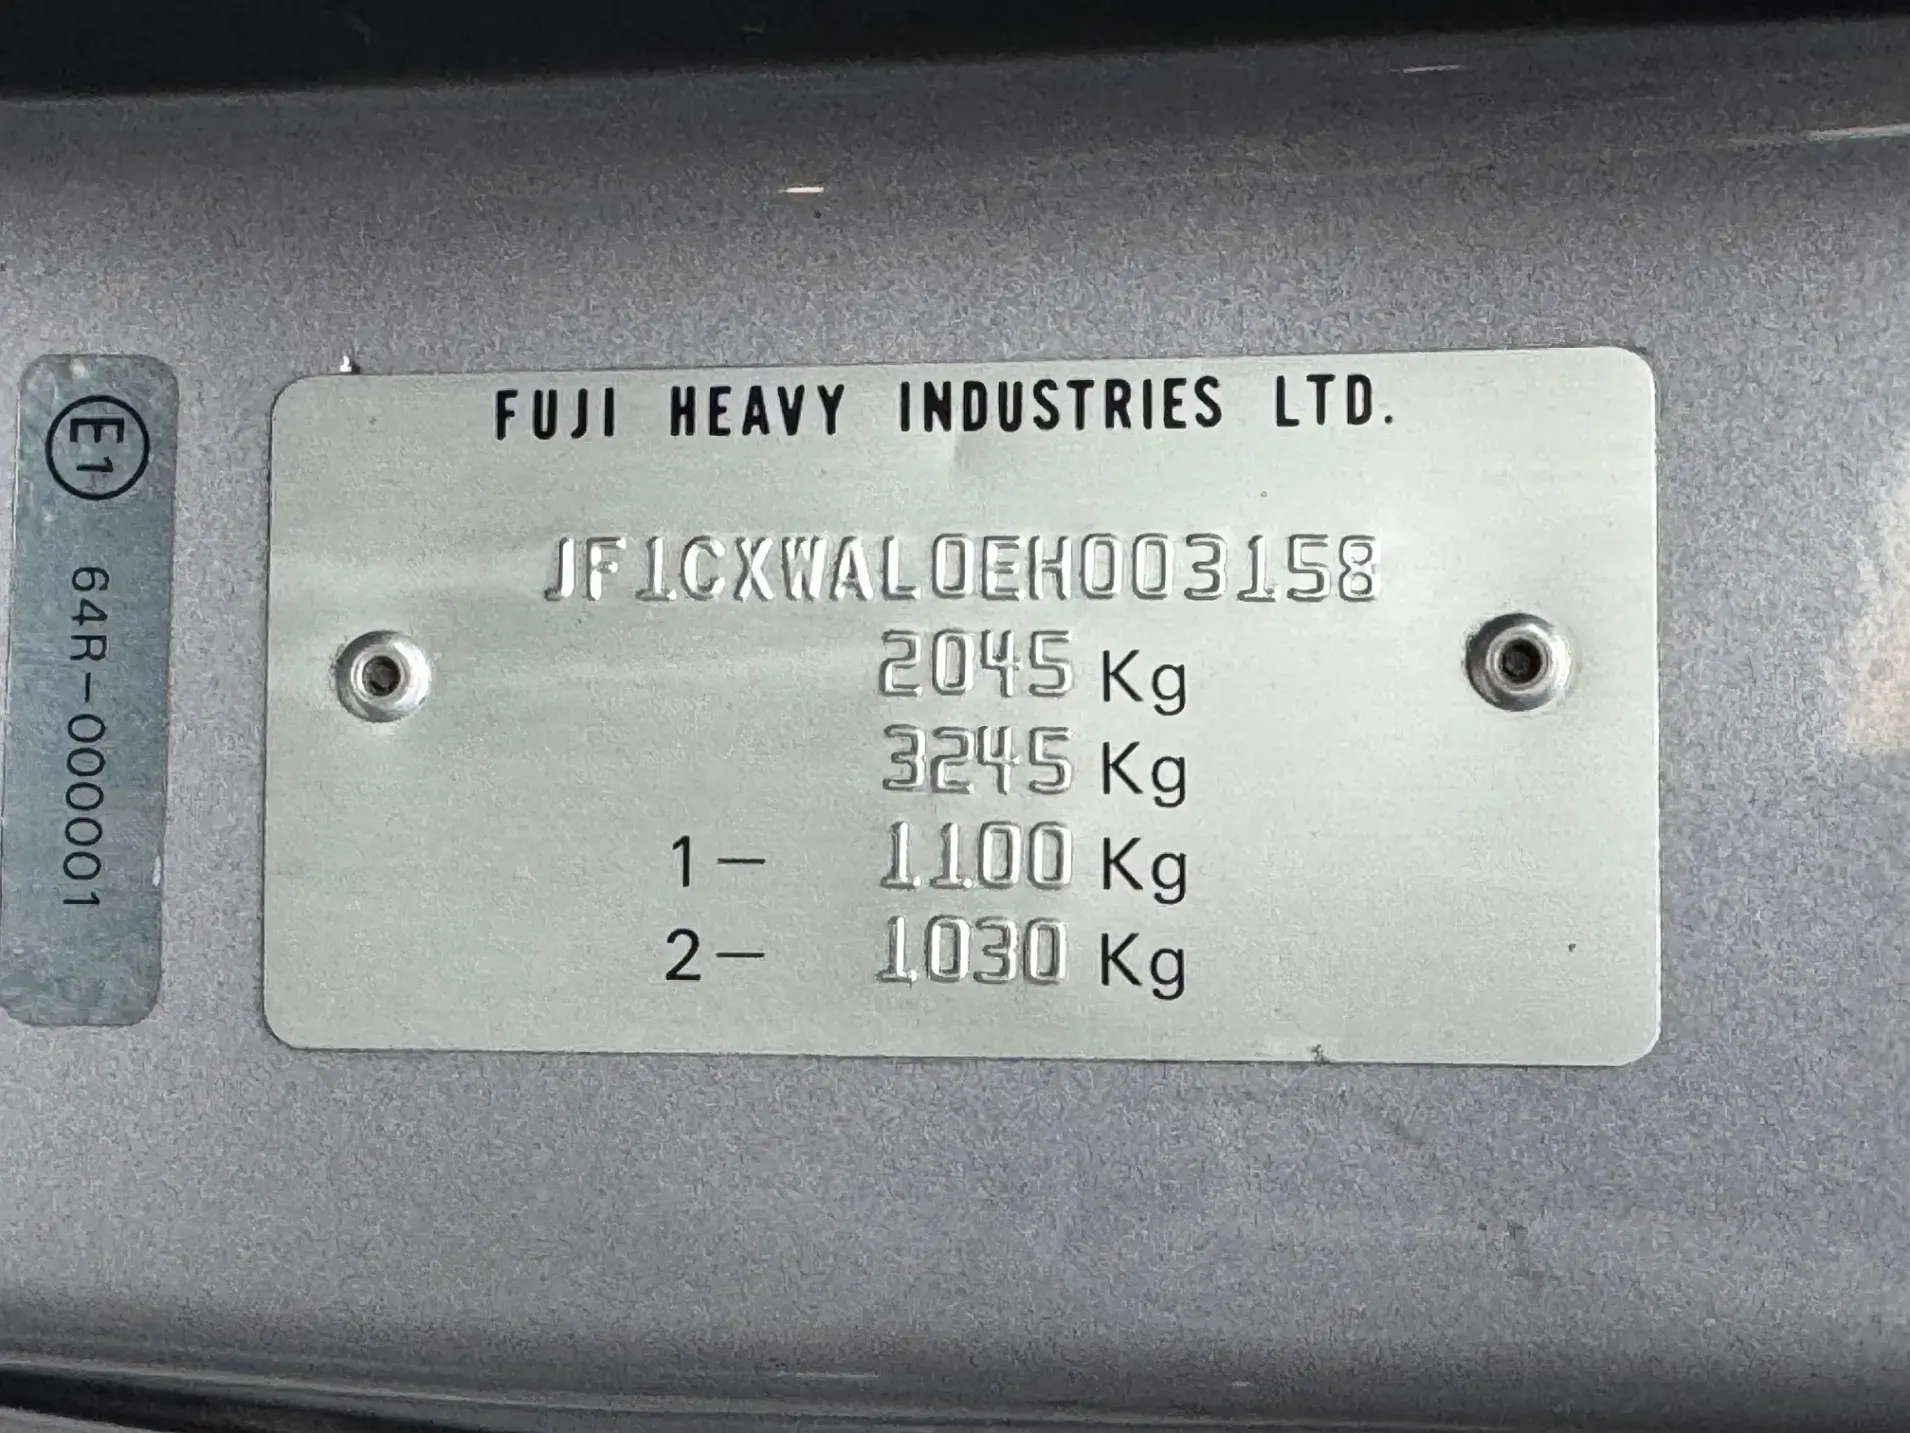 FUJI HEAVY INDUSTRIES LTD.
JF1CXWAL0EH003158
2045 Kg
3245 Kg
1- 1100 Kg
2- 1030 Kg
E1 64R-000001